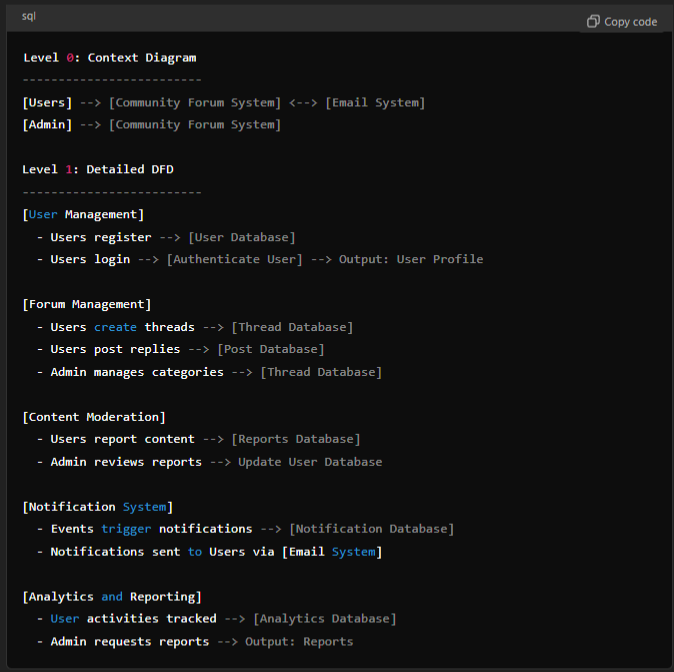 sql
Copy code
Level 0: Context Diagram
-------------------------
[Users] --> [Community Forum System] <--> [Email System]
[Admin] --> [Community Forum System]
Level 1: Detailed DFD
-------------------------
[User Management]
- Users register --> [User Database]
- Users login --> [Authenticate User] --> Output: User Profile
[Forum Management]
- Users create threads --> [Thread Database]
- Users post replies --> [Post Database]
- Admin manages categories --> [Thread Database]
[Content Moderation]
- Users report content --> [Reports Database]
- Admin reviews reports --> Update User Database
[Notification System]
- Events trigger notifications --> [Notification Database]
- Notifications sent to Users via [Email System]
[Analytics and Reporting]
- User activities tracked --> [Analytics Database]
- Admin requests reports --> Output: Reports